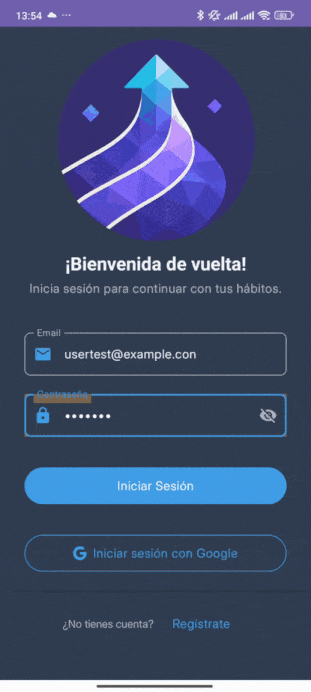 13:54
¡Bienvenida de vuelta!
Inicia sesión para continuar con tus hábitos.
Email
usertest@example.con
Contraseña
Iniciar Sesión
Iniciar sesión con Google
¿No tienes cuenta? Regístrate